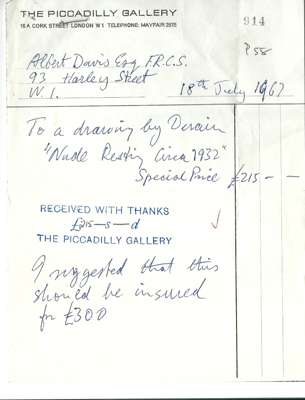 THE PICCADILLY GALLERY
16A CORK STREET LONDON W1 TELEPHONE: MAYFAIR 2875
914
P 58
Albert Davis Esq F.R.C.S.
93 Harley Street
W 1.
18th July 1967
To a drawing by Derain
"Nude Resting Circa 1932"
Special Price £215 — —
RECEIVED WITH THANKS
£215—s—d
THE PICCADILLY GALLERY
I suggested that this
should be insured
for £300